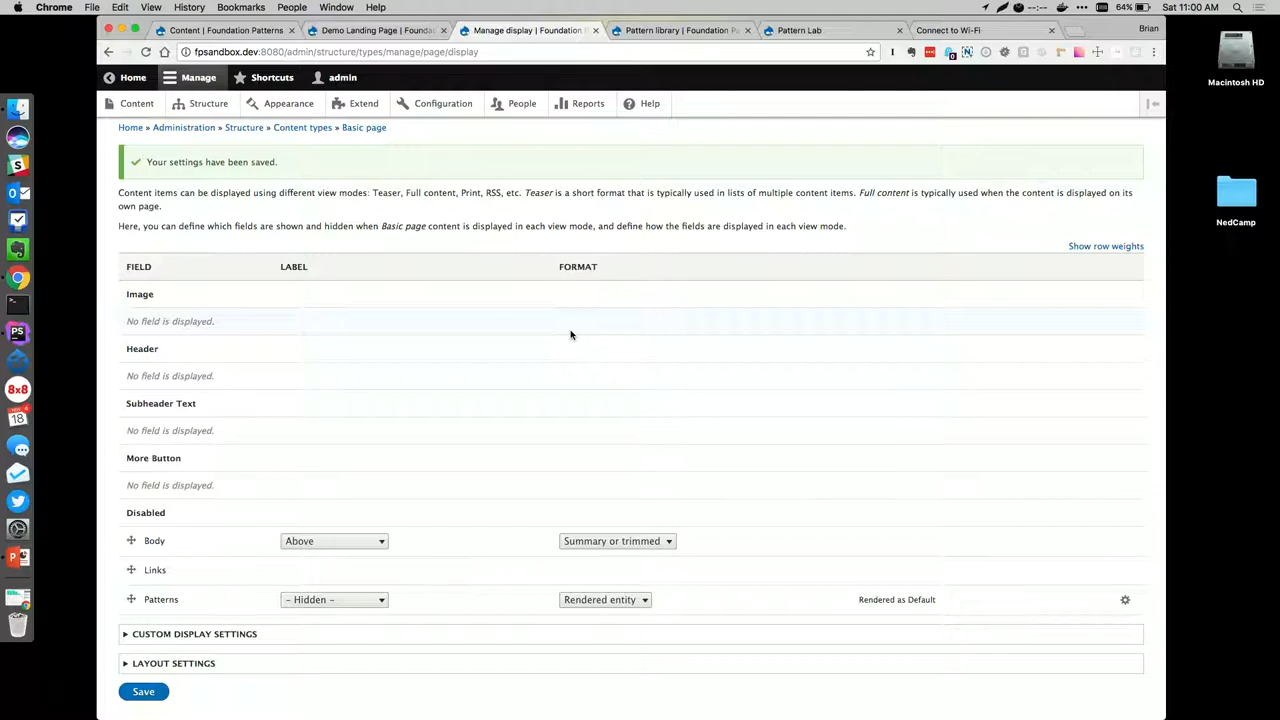 Chrome File Edit View History Bookmarks People Window Help
64% Sat 11:00 AM
Content | Foundation Patterns
Demo Landing Page | Foundat
Manage display | Foundation
Pattern library | Foundation Pa
Pattern Lab
Connect to Wi-Fi
Brian
fpsandbox.dev:8080/admin/structure/types/manage/page/display
Home Manage Shortcuts admin
Content Structure Appearance Extend Configuration People Reports Help
Home » Administration » Structure » Content types » Basic page
Your settings have been saved.
Content items can be displayed using different view modes: Teaser, Full content, Print, RSS, etc. Teaser is a short format that is typically used in lists of multiple content items. Full content is typically used when the content is displayed on its
own page.
Here, you can define which fields are shown and hidden when Basic page content is displayed in each view mode, and define how the fields are displayed in each view mode.
Show row weights
FIELD LABEL FORMAT
Image
No field is displayed.
Header
No field is displayed.
Subheader Text
No field is displayed.
More Button
No field is displayed.
Disabled
Body Above Summary or trimmed
Links
Patterns - Hidden - Rendered entity Rendered as Default
CUSTOM DISPLAY SETTINGS
LAYOUT SETTINGS
Save
Macintosh HD
NedCamp
PS
8x8
18